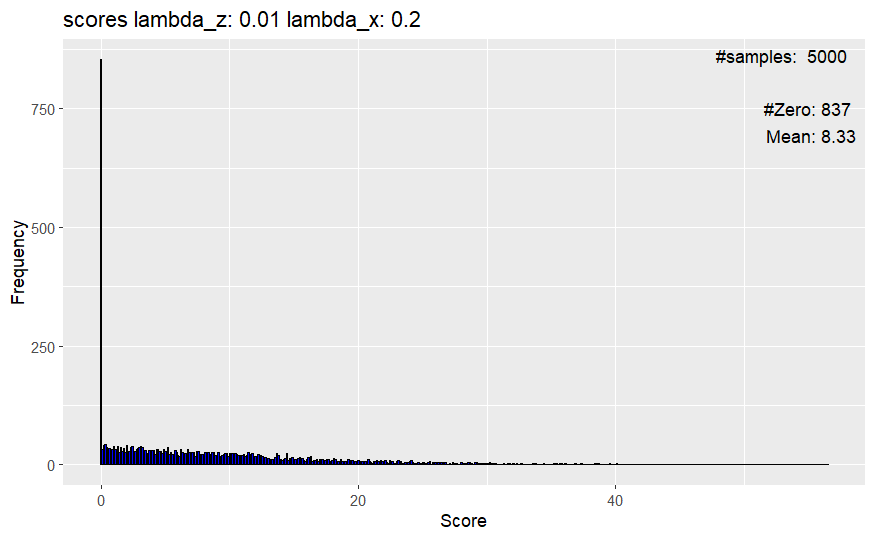 scores lambda_z: 0.01 lambda_x: 0.2
#samples:  5000
#Zero: 837
Mean: 8.33
Frequency
750
500
250
0
0 20 40
Score